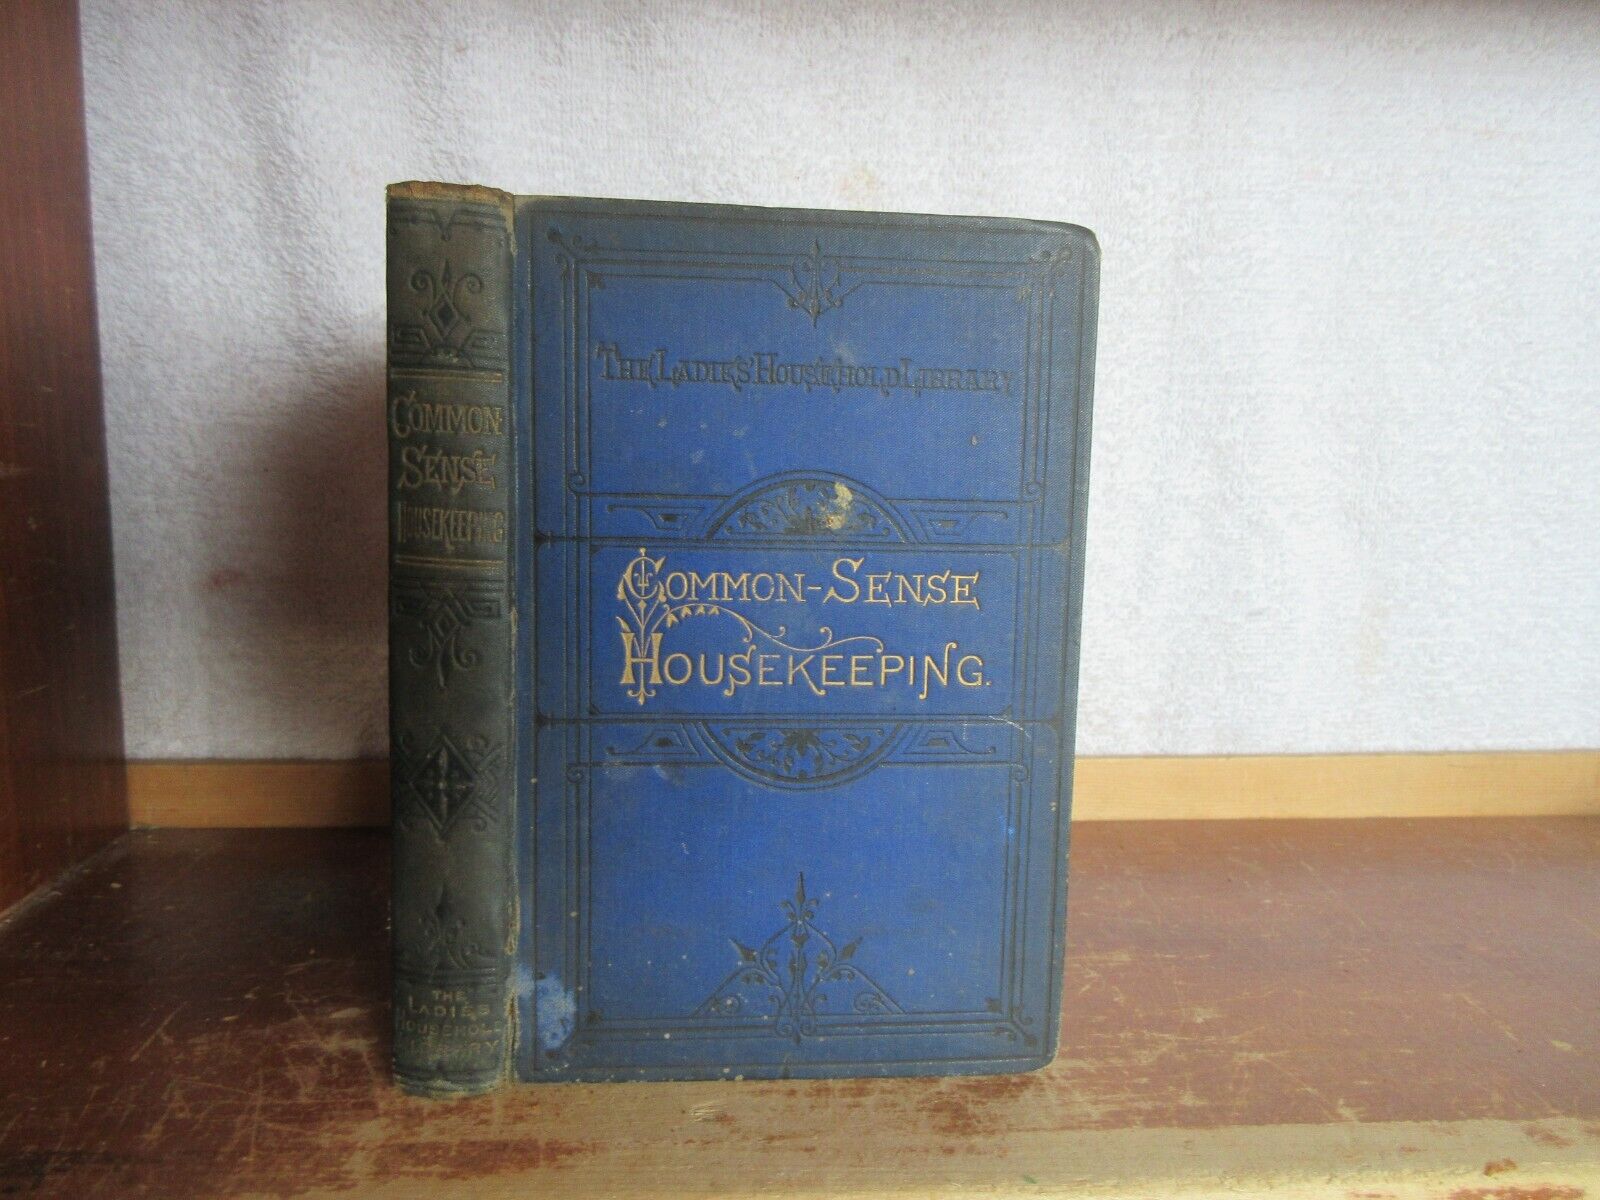 COMMON
SENSE
HOUSEKEEPING
THE
LADIES
HOUSEHOLD
LIBRARY
THE LADIES' HOUSEHOLD LIBRARY
COMMON-SENSE
HOUSEKEEPING.